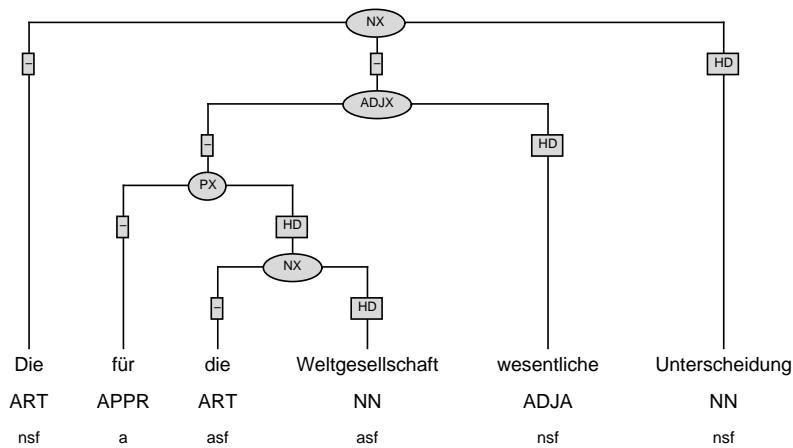 NX
– – HD
ADJX
– HD
PX
– HD
NX
– HD
Die für die Weltgesellschaft wesentliche Unterscheidung
ART APPR ART NN ADJA NN
nsf a asf asf nsf nsf